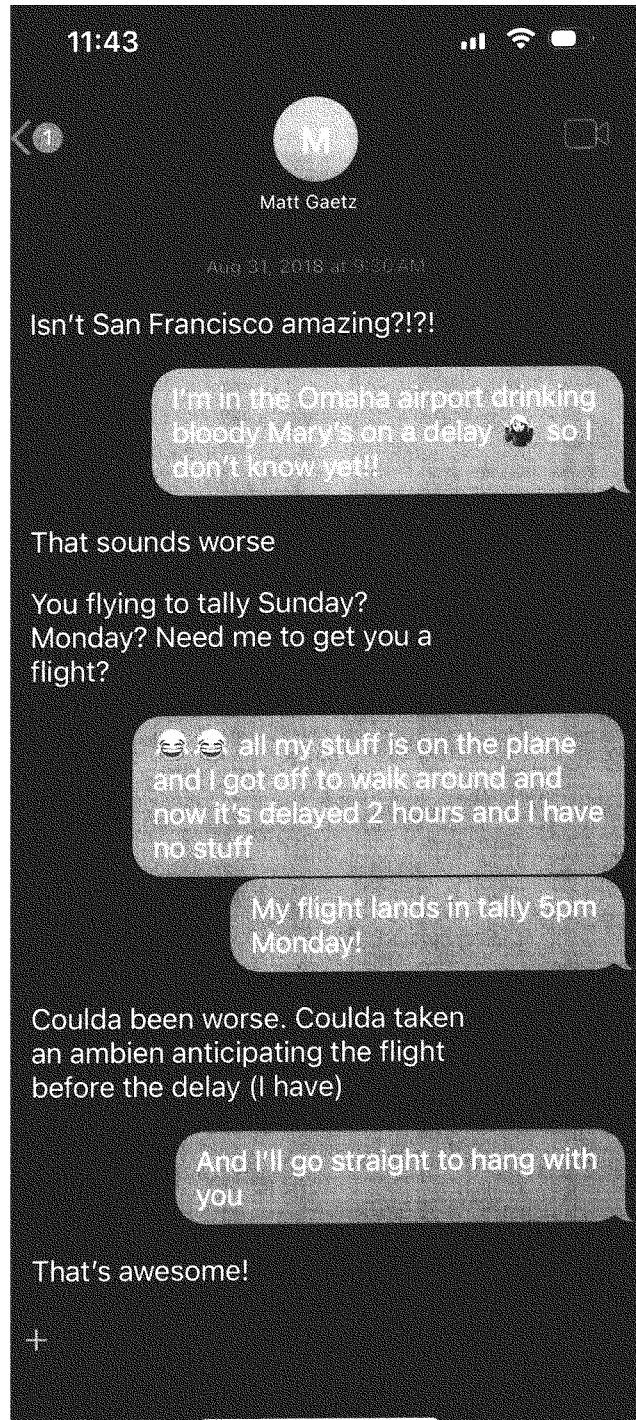 11:43
1
M
Matt Gaetz
Aug 31, 2018 at 9:30 AM
Isn't San Francisco amazing?!?!
I'm in the Omaha airport drinking
bloody Mary's on a delay 🤷 so I
don't know yet!!
That sounds worse
You flying to tally Sunday?
Monday? Need me to get you a
flight?
😂😂 all my stuff is on the plane
and I got off to walk around and
now it's delayed 2 hours and I have
no stuff
My flight lands in tally 5pm
Monday!
Coulda been worse. Coulda taken
an ambien anticipating the flight
before the delay (I have)
And I'll go straight to hang with
you
That's awesome!
+